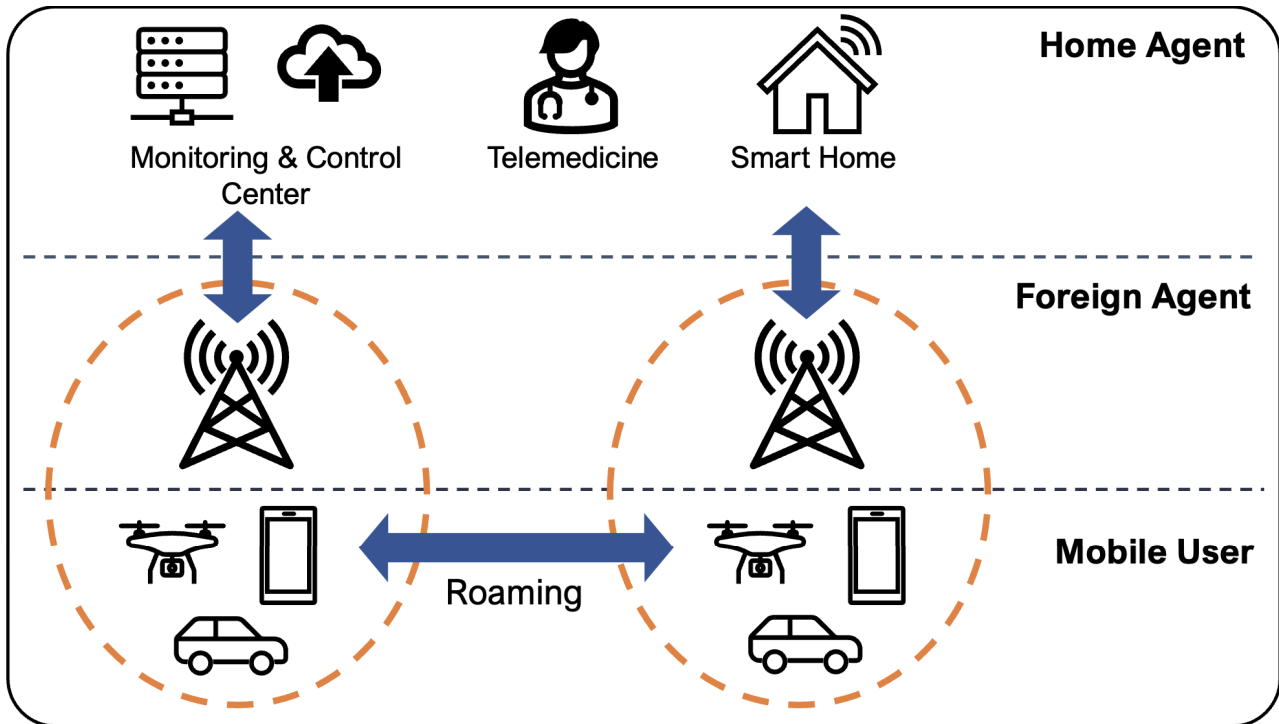 Home Agent
Monitoring & Control
Center
Telemedicine
Smart Home
Foreign Agent
Mobile User
Roaming